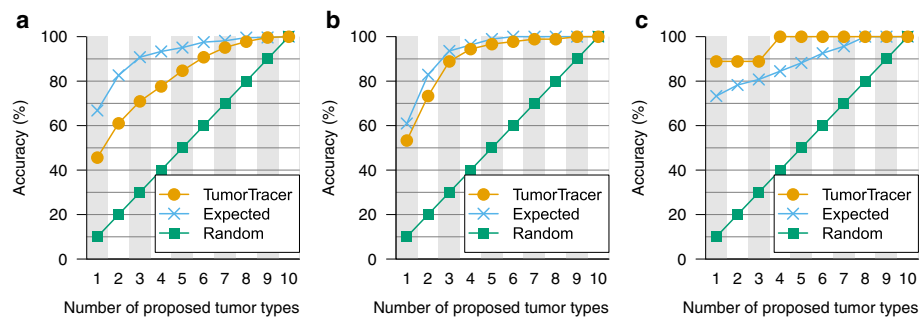 a
Accuracy (%)
100
80
60
40
20
0
TumorTracer
Expected
Random
1 2 3 4 5 6 7 8 9 10
Number of proposed tumor types
b
Accuracy (%)
100
80
60
40
20
0
TumorTracer
Expected
Random
1 2 3 4 5 6 7 8 9 10
Number of proposed tumor types
c
Accuracy (%)
100
80
60
40
20
0
TumorTracer
Expected
Random
1 2 3 4 5 6 7 8 9 10
Number of proposed tumor types